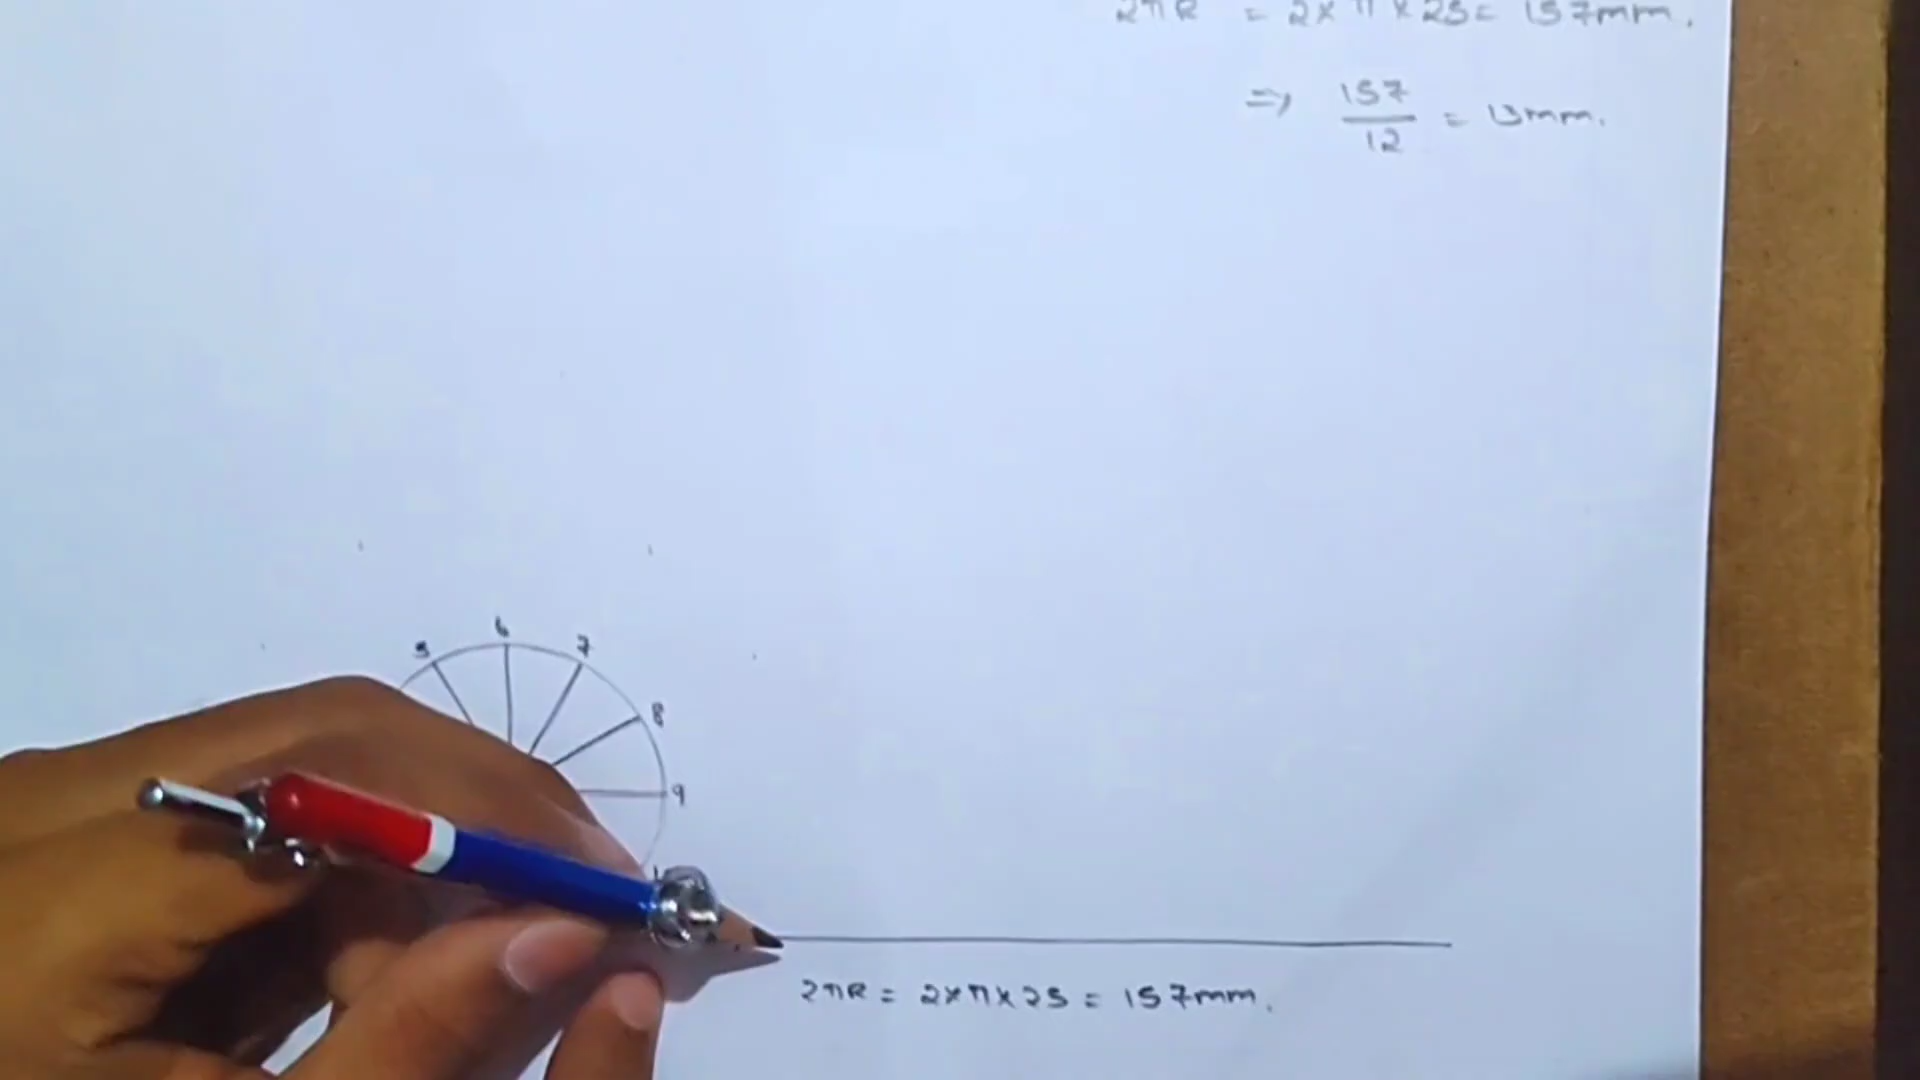 2πR = 2×π×25 = 157mm.
=> 157/12 = 13mm.
6
5 7
8
9
2πR = 2×π×25 = 157mm.